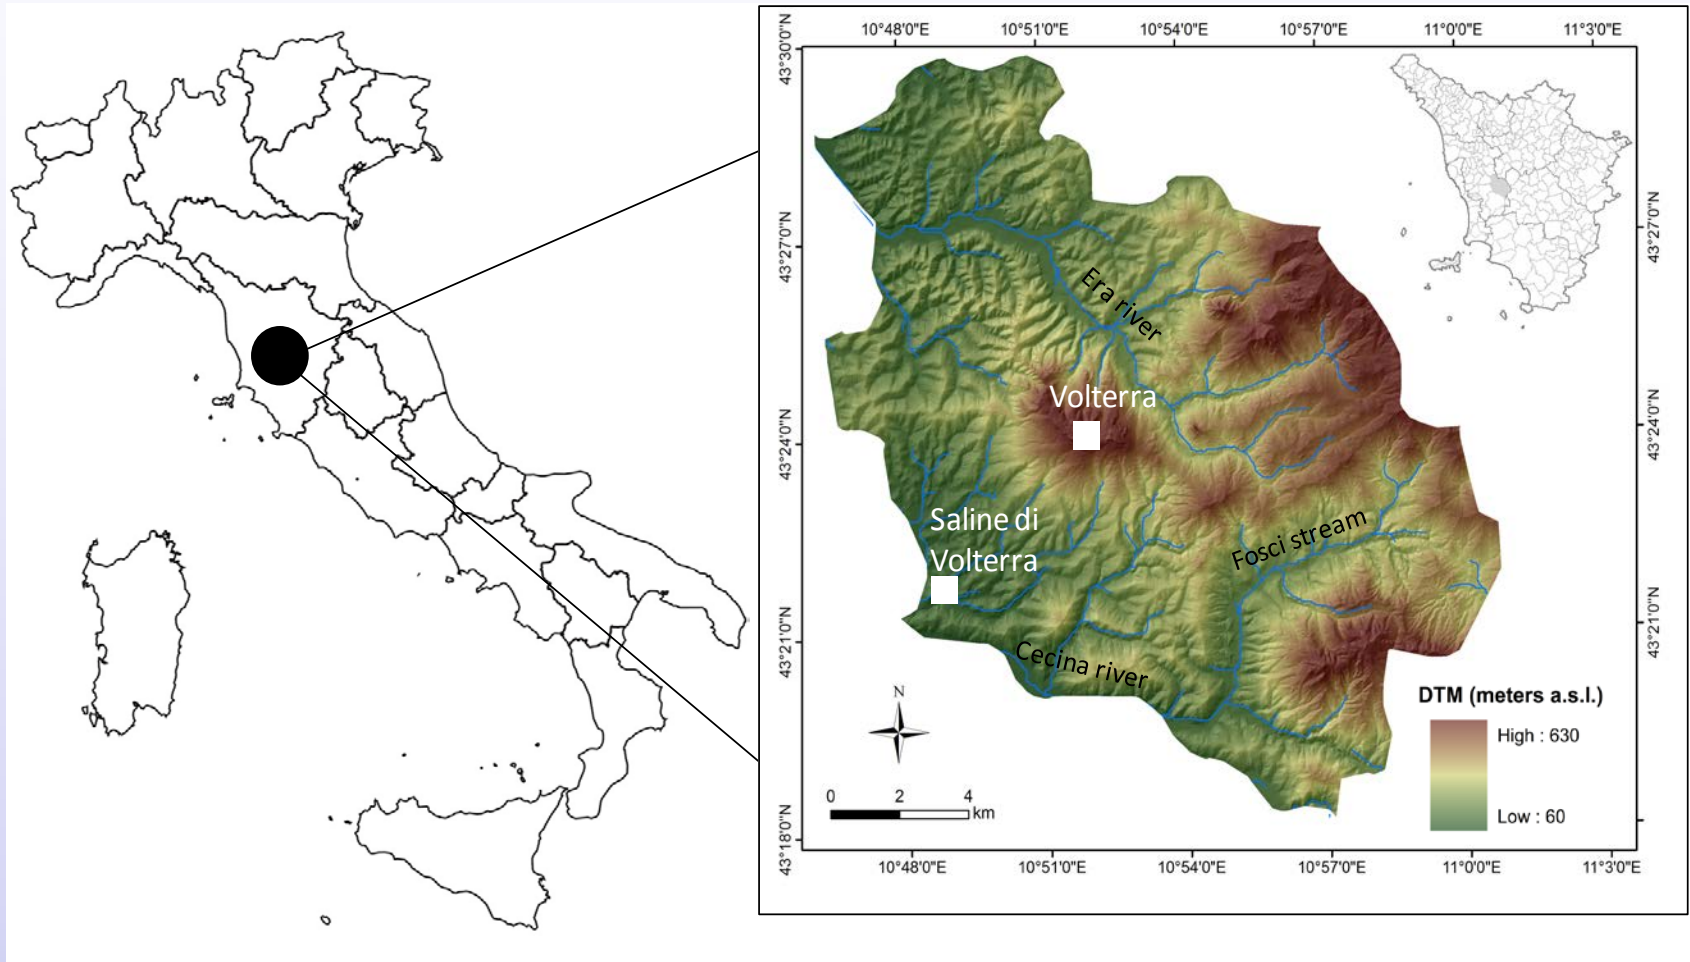 10°48'0"E 10°51'0"E 10°54'0"E 10°57'0"E 11°0'0"E 11°3'0"E
43°30'0"N
43°27'0"N
43°27'0"N
Era river
Volterra
43°24'0"N
43°24'0"N
Saline di
Volterra
Fosci stream
43°21'0"N
43°21'0"N
Cecina river
N
DTM (meters a.s.l.)
High : 630
Low : 60
0 2 4
km
43°18'0"N
10°48'0"E 10°51'0"E 10°54'0"E 10°57'0"E 11°0'0"E 11°3'0"E